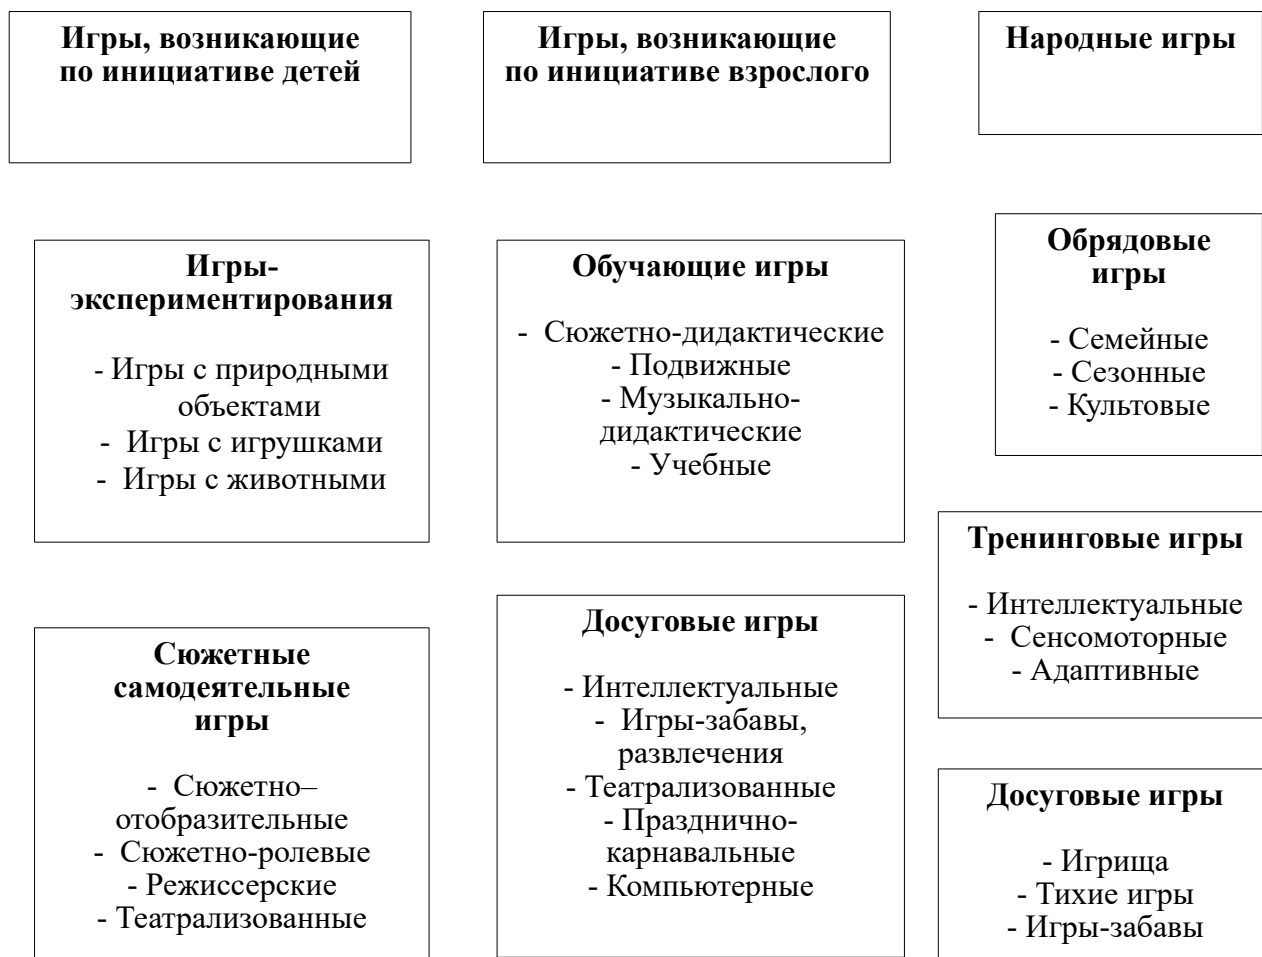 Игры, возникающие
по инициативе детей
Игры, возникающие
по инициативе взрослого
Народные игры
Игры-
экспериментирования
- Игры с природными
объектами
- Игры с игрушками
- Игры с животными
Обучающие игры
- Сюжетно-дидактические
- Подвижные
- Музыкально-
дидактические
- Учебные
Обрядовые
игры
- Семейные
- Сезонные
- Культовые
Сюжетные
самодеятельные
игры
- Сюжетно–
отобразительные
- Сюжетно-ролевые
- Режиссерские
- Театрализованные
Досуговые игры
- Интеллектуальные
- Игры-забавы,
развлечения
- Театрализованные
- Празднично-
карнавальные
- Компьютерные
Тренинговые игры
- Интеллектуальные
- Сенсомоторные
- Адаптивные
Досуговые игры
- Игрища
- Тихие игры
- Игры-забавы